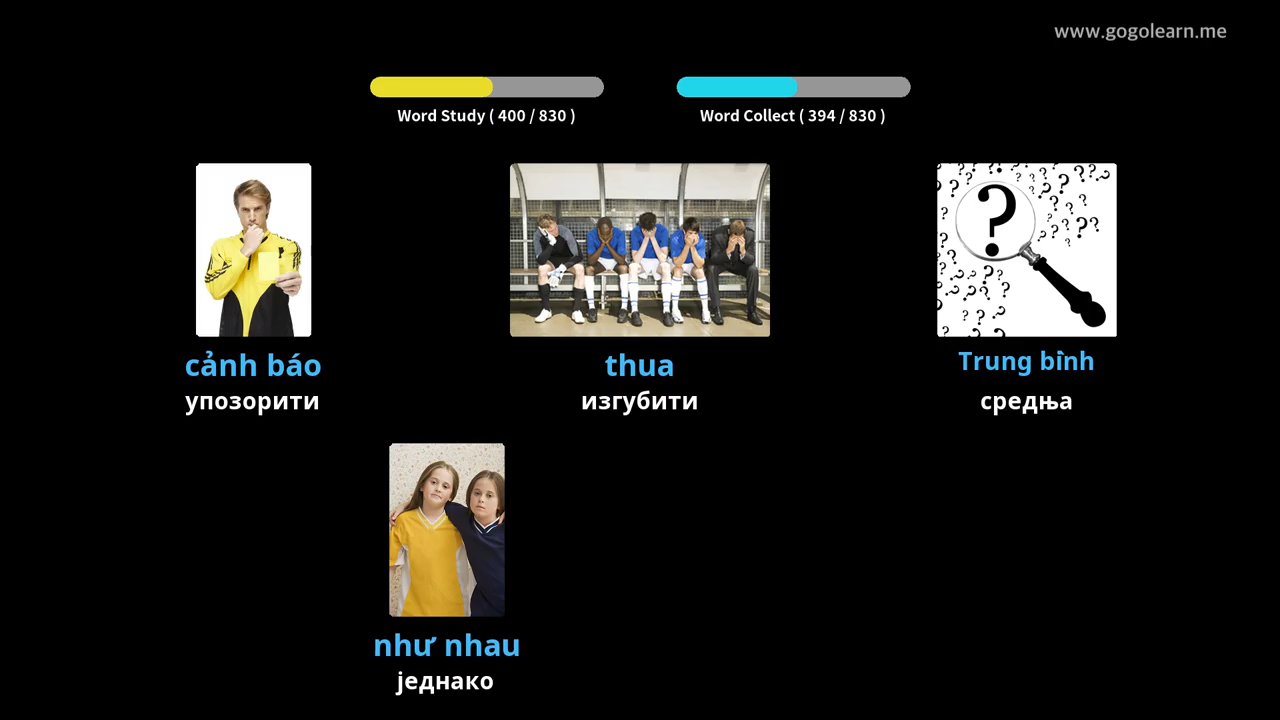 www.gogolearn.me
Word Study ( 400 / 830 )
Word Collect ( 394 / 830 )
cảnh báo
упозорити
thua
изгубити
Trung bình
средња
như nhau
једнако